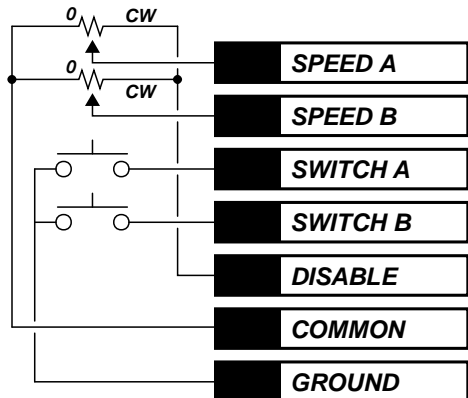 0 CW
0 CW
SPEED A
SPEED B
SWITCH A
SWITCH B
DISABLE
COMMON
GROUND